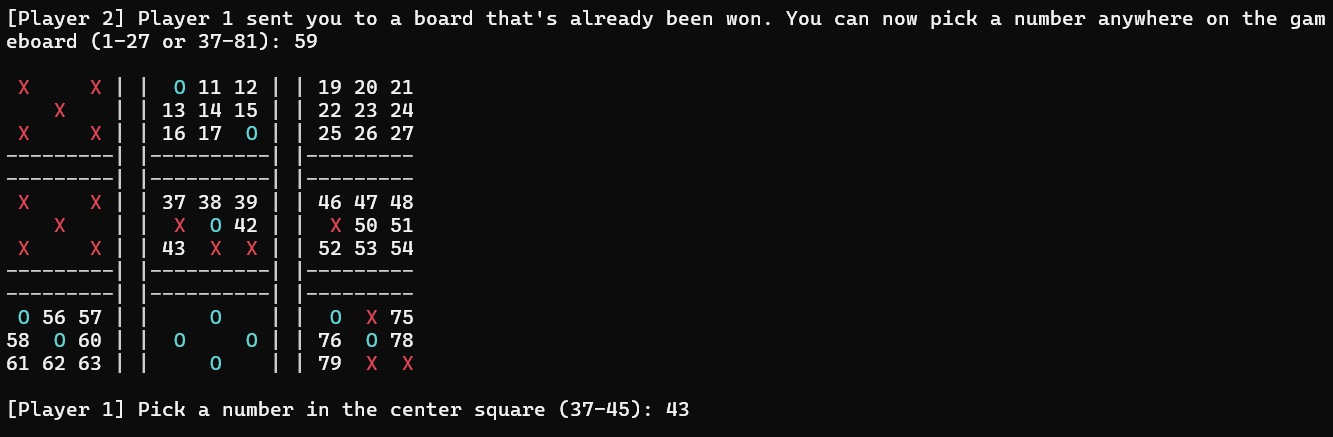 [Player 2] Player 1 sent you to a board that's already been won. You can now pick a number anywhere on the gam
eboard (1-27 or 37-81): 59
X     X | |  O 11 12 | | 19 20 21
   X    | | 13 14 15 | | 22 23 24
X     X | | 16 17  O | | 25 26 27
---------| |----------| |---------
---------| |----------| |---------
X     X | | 37 38 39 | | 46 47 48
   X    | |  X  O 42 | |  X 50 51
X     X | | 43  X  X | | 52 53 54
---------| |----------| |---------
---------| |----------| |---------
 O 56 57 | |    O    | |  O  X 75
58  O 60 | |  O     O | | 76  O 78
61 62 63 | |    O    | | 79  X  X
[Player 1] Pick a number in the center square (37-45): 43